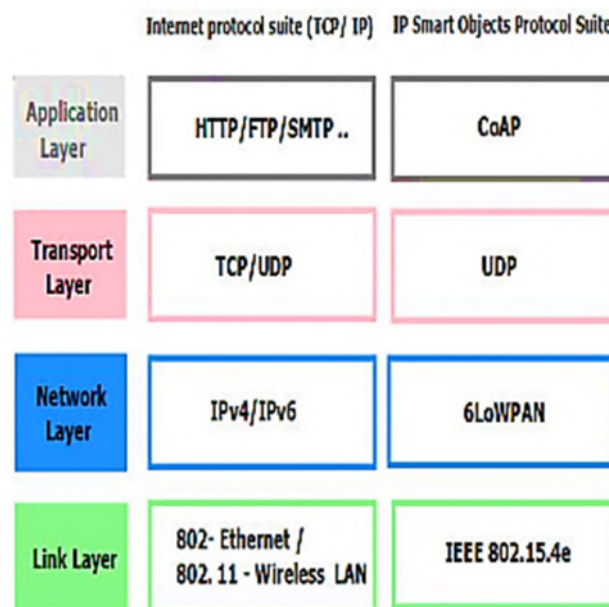 Internet protocol suite (TCP/ IP) IP Smart Objects Protocol Suite
Application
Layer
HTTP/FTP/SMTP ..
CoAP
Transport
Layer
TCP/UDP
UDP
Network
Layer
IPv4/IPv6
6LoWPAN
Link Layer
802- Ethernet /
802. 11 - Wireless LAN
IEEE 802.15.4e